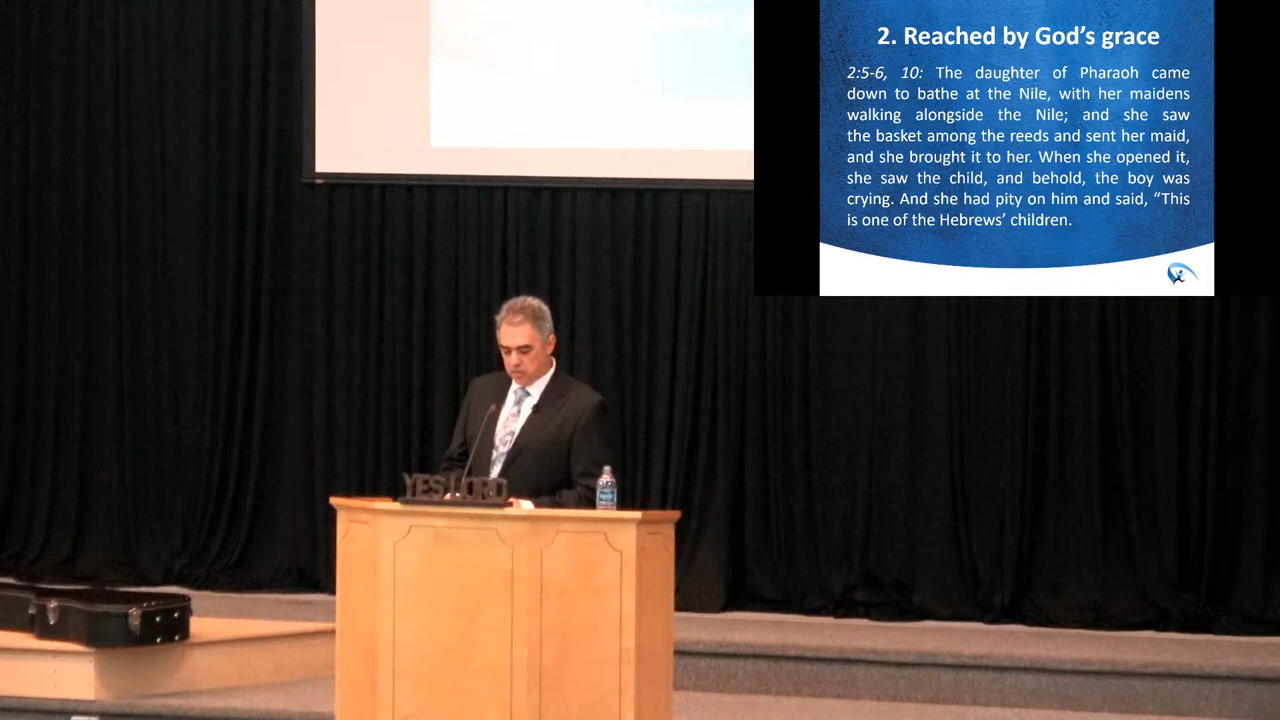 2. Reached by God's grace
2:5-6, 10: The daughter of Pharaoh came
down to bathe at the Nile, with her maidens
walking alongside the Nile; and she saw
the basket among the reeds and sent her maid,
and she brought it to her. When she opened it,
she saw the child, and behold, the boy was
crying. And she had pity on him and said, “This
is one of the Hebrews’ children.
YES LORD